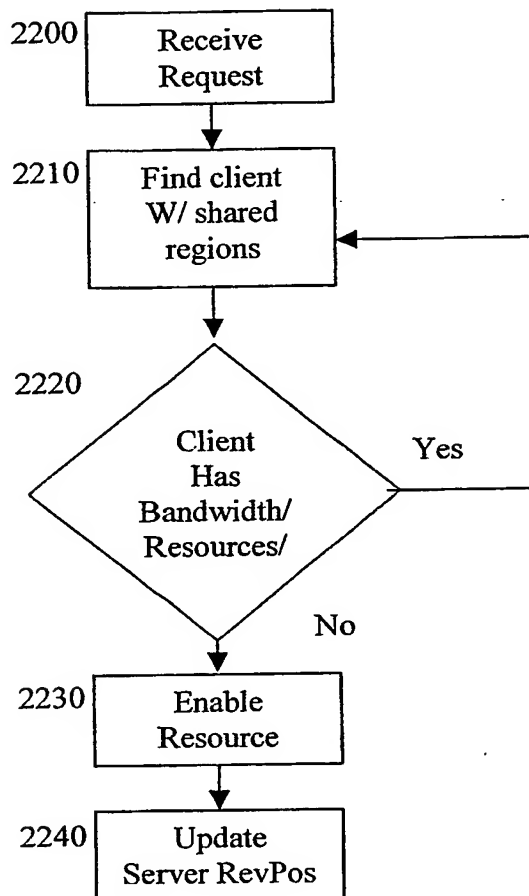 2200
Receive
Request
2210
Find client
W/ shared
regions
2220
Client
Has
Bandwidth/
Resources/
Yes
No
2230
Enable
Resource
2240
Update
Server RevPos